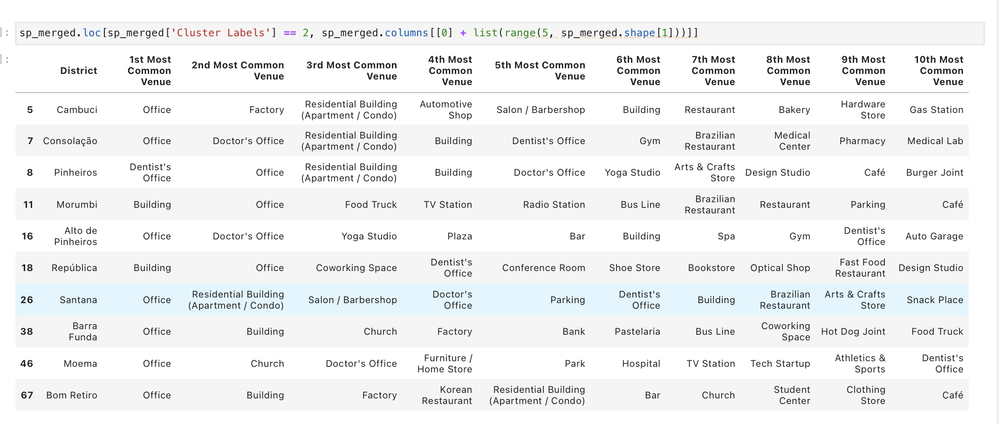 ]: sp_merged.loc[sp_merged['Cluster Labels'] == 2, sp_merged.columns[[0] + list(range(5, sp_merged.shape[1]))]]
]:
District 1st Most Common Venue 2nd Most Common Venue 3rd Most Common Venue 4th Most Common Venue 5th Most Common Venue 6th Most Common Venue 7th Most Common Venue 8th Most Common Venue 9th Most Common Venue 10th Most Common Venue
5 Cambuci Office Factory Residential Building (Apartment / Condo) Automotive Shop Salon / Barbershop Building Restaurant Bakery Hardware Store Gas Station
7 Consolação Office Doctor's Office Residential Building (Apartment / Condo) Building Dentist's Office Gym Brazilian Restaurant Medical Center Pharmacy Medical Lab
8 Pinheiros Dentist's Office Office Residential Building (Apartment / Condo) Building Doctor's Office Yoga Studio Arts & Crafts Store Design Studio Café Burger Joint
11 Morumbi Building Office Food Truck TV Station Radio Station Bus Line Brazilian Restaurant Restaurant Parking Café
16 Alto de Pinheiros Office Doctor's Office Yoga Studio Plaza Bar Building Spa Gym Dentist's Office Auto Garage
18 República Building Office Coworking Space Dentist's Office Conference Room Shoe Store Bookstore Optical Shop Fast Food Restaurant Design Studio
26 Santana Office Residential Building (Apartment / Condo) Salon / Barbershop Doctor's Office Parking Dentist's Office Building Brazilian Restaurant Arts & Crafts Store Snack Place
38 Barra Funda Office Building Church Factory Bank Pastelaria Bus Line Coworking Space Hot Dog Joint Food Truck
46 Moema Office Church Doctor's Office Furniture / Home Store Park Hospital TV Station Tech Startup Athletics & Sports Dentist's Office
67 Bom Retiro Office Building Factory Korean Restaurant Residential Building (Apartment / Condo) Bar Church Student Center Clothing Store Café